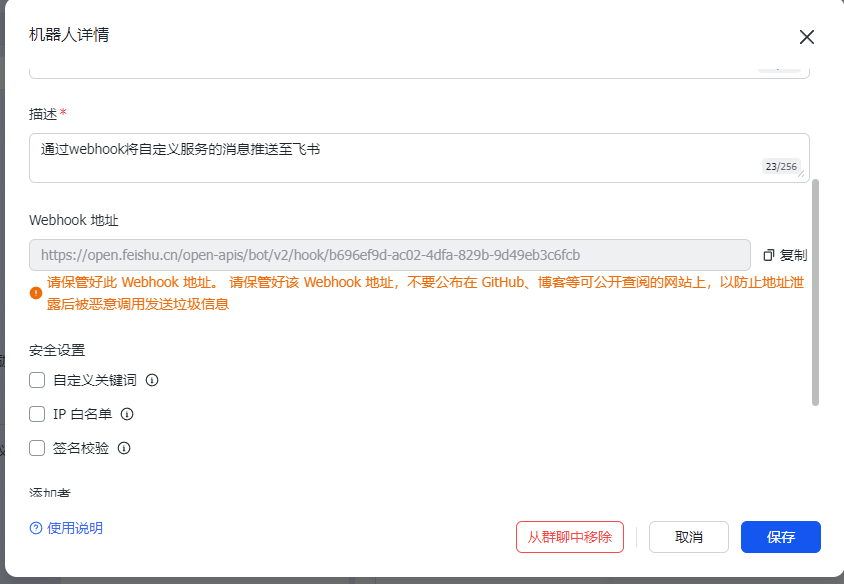 机器人详情
描述*
通过webhook将自定义服务的消息推送至飞书
23/256
Webhook 地址
https://open.feishu.cn/open-apis/bot/v2/hook/b696ef9d-ac02-4dfa-829b-9d49eb3c6fcb
复制
请保管好此 Webhook 地址。 请保管好该 Webhook 地址，不要公布在 GitHub、博客等可公开查阅的网站上，以防止地址泄
露后被恶意调用发送垃圾信息
安全设置
自定义关键词
IP 白名单
签名校验
添加者
使用说明
从群聊中移除
取消
保存